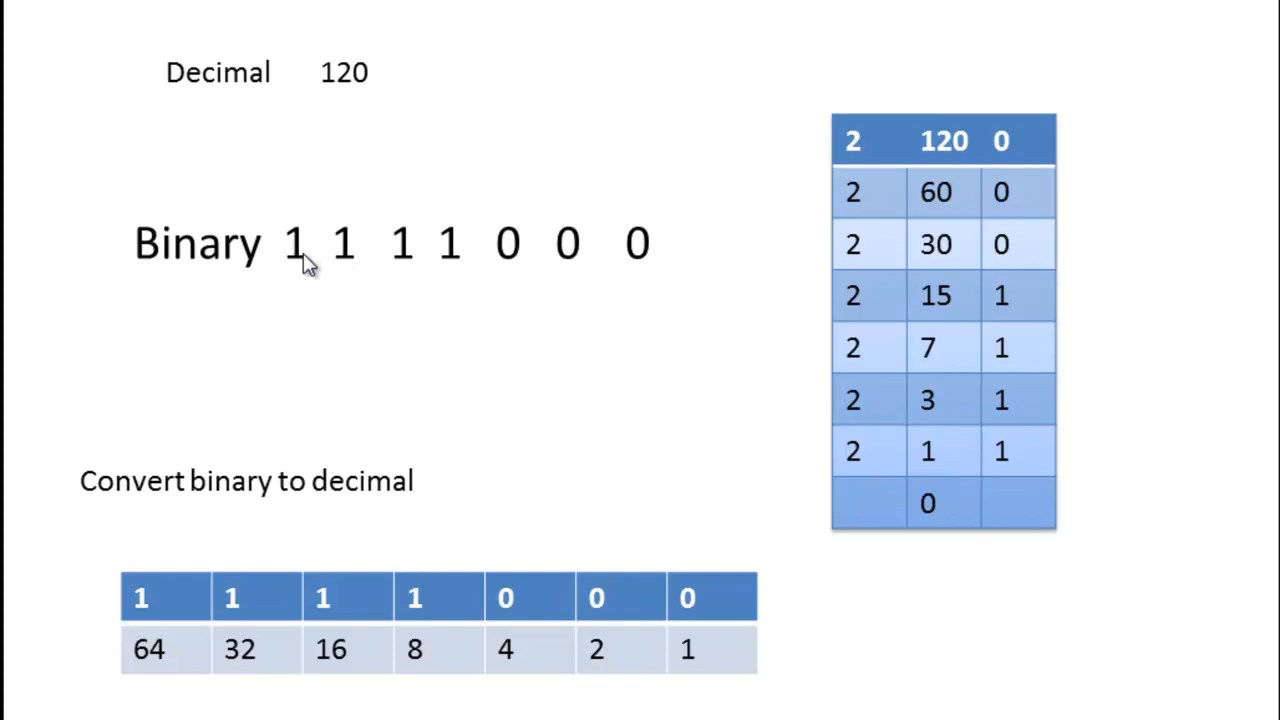 Decimal 120
Binary 1 1 1 1 0 0 0
2 120 0
2 60 0
2 30 0
2 15 1
2 7 1
2 3 1
2 1 1
0
Convert binary to decimal
1 1 1 1 0 0 0
64 32 16 8 4 2 1